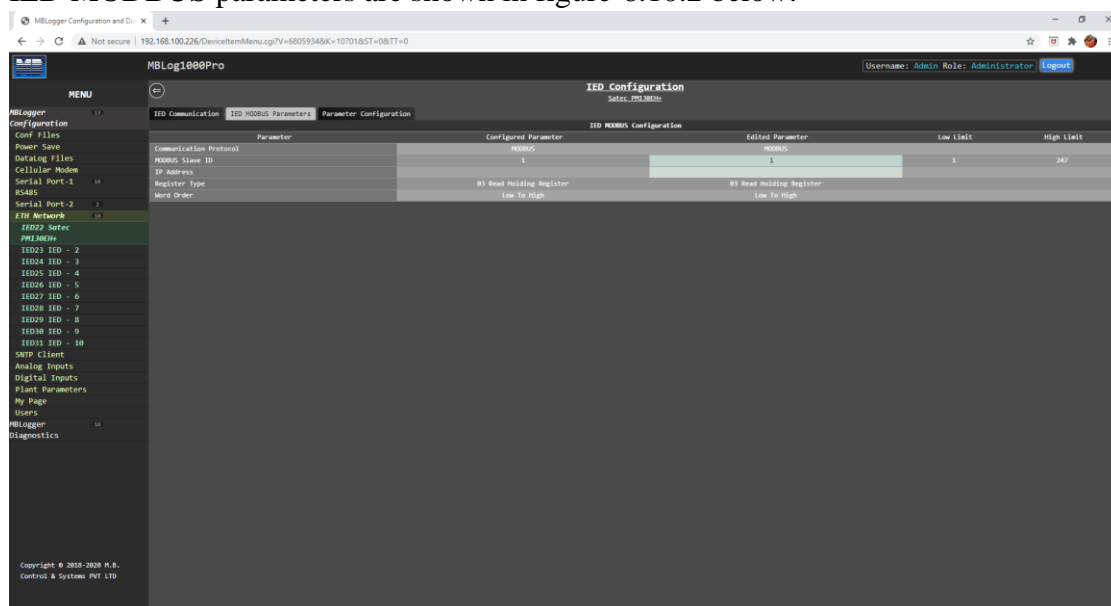 IED MODBUS parameters are shown in figure 6.10.2 below.
MBLogger Configuration and Di
Not secure | 192.168.100.226/DeviceItemMenu.cgi?V=6805934&IK=10701&ST=0&TT=0
MBLog1000Pro
Username: Admin Role: Administrator Logout
MENU
IED Configuration
Satec PM130EH+
IED Communication IED MODBUS Parameters Parameter Configuration
IED MODBUS Configuration
Parameter Configured Parameter Edited Parameter Low Limit High Limit
Communication Protocol MODBUS MODBUS
MODBUS Slave ID 1 1 1 247
IP Address
Register Type 03 Read Holding Register 03 Read Holding Register
Word Order Low To High Low To High
MBLogger
Configuration
Conf Files
Power Save
DataLog Files
Cellular Modem
Serial Port-1
RS485
Serial Port-2
ETH Network
IED22 Satec
PM130EH+
IED23 IED - 2
IED24 IED - 3
IED25 IED - 4
IED26 IED - 5
IED27 IED - 6
IED28 IED - 7
IED29 IED - 8
IED30 IED - 9
IED31 IED - 10
SNTP Client
Analog Inputs
Digital Inputs
Plant Parameters
My Page
Users
MBLogger
Diagnostics
Copyright © 2018-2020 M.B.
Control & Systems PVT LTD